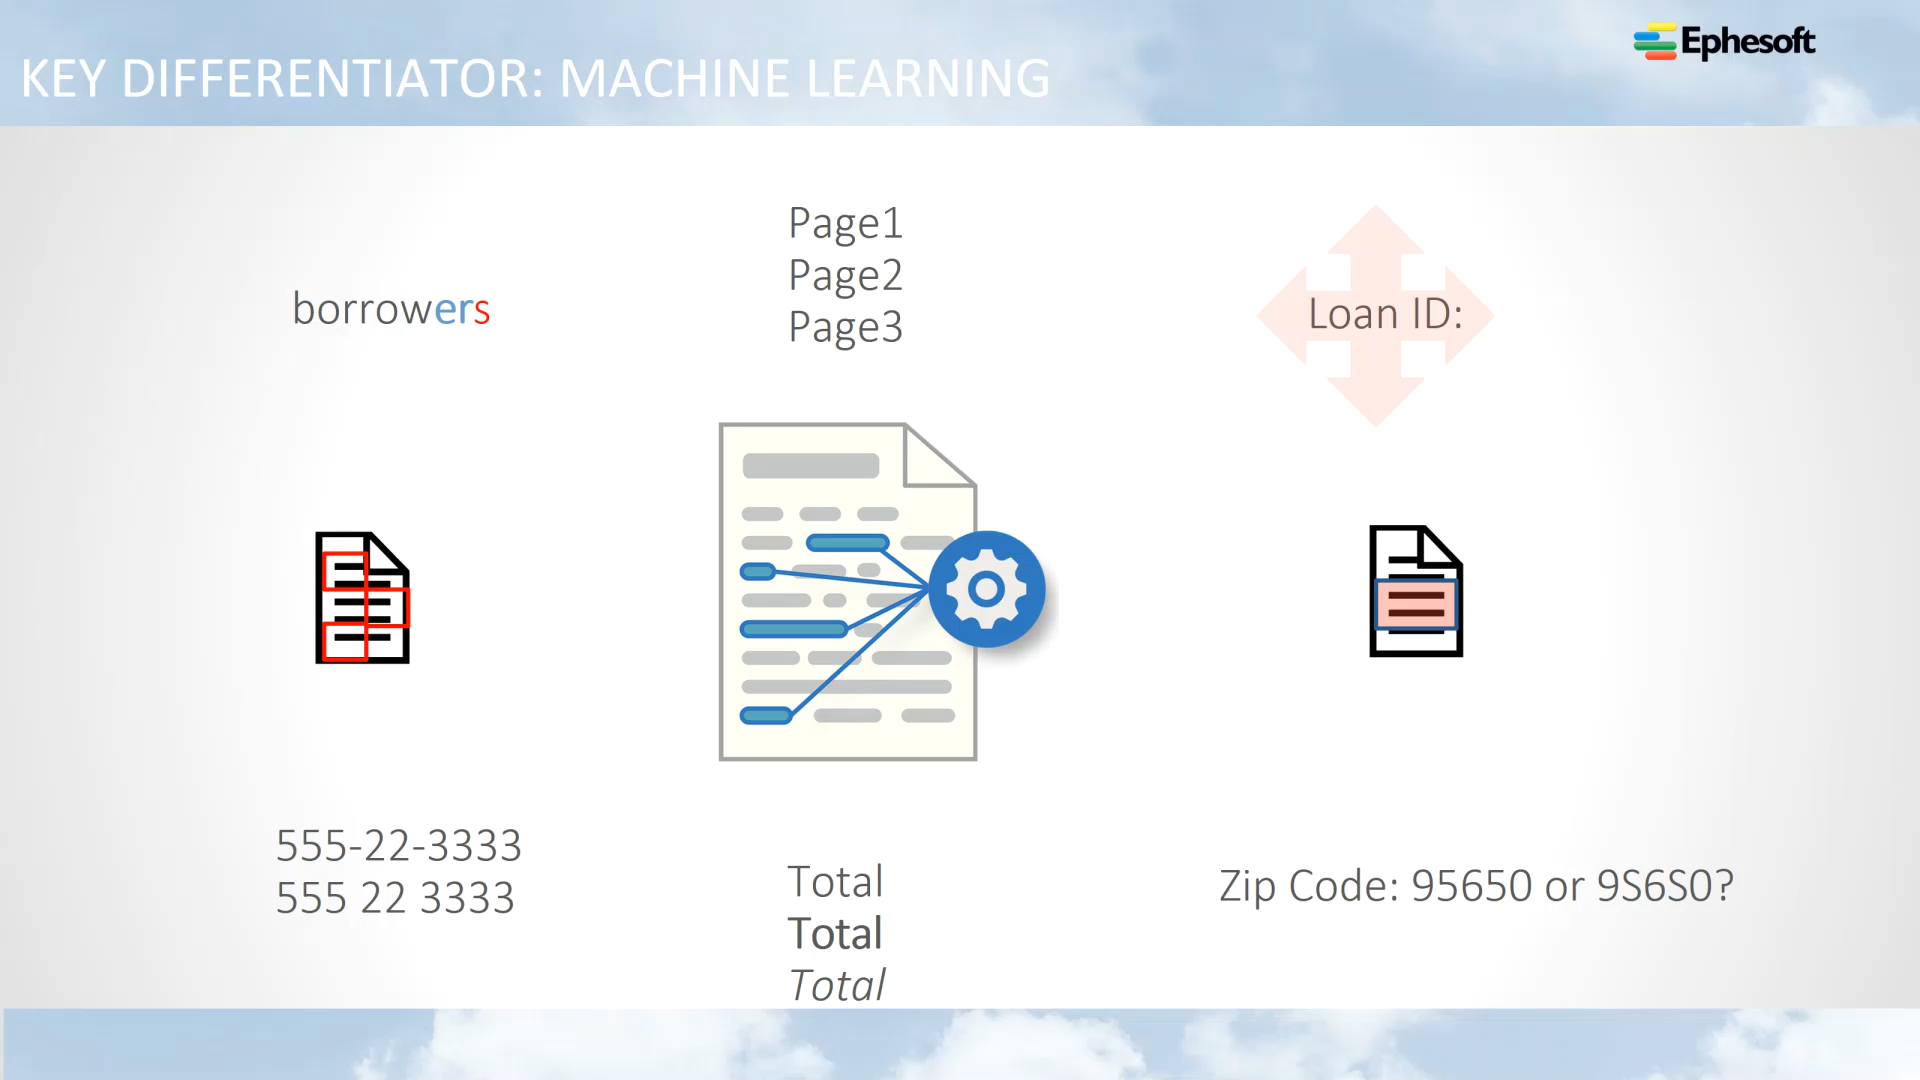 KEY DIFFERENTIATOR: MACHINE LEARNING
Ephesoft
Page1
Page2
Page3
borrowers
Loan ID:
555-22-3333
555 22 3333
Total
Total
Total
Zip Code: 95650 or 9S6S0?